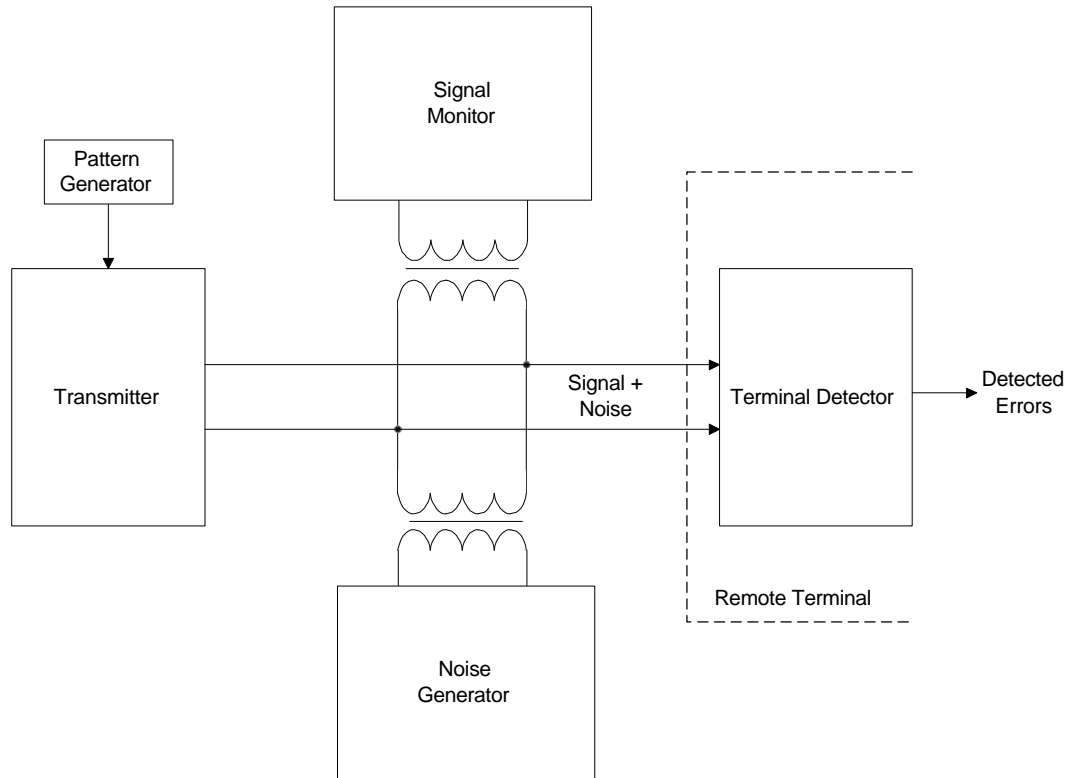 Signal
Monitor
Pattern
Generator
Transmitter
Signal +
Noise
Terminal Detector
Detected
Errors
Remote Terminal
Noise
Generator